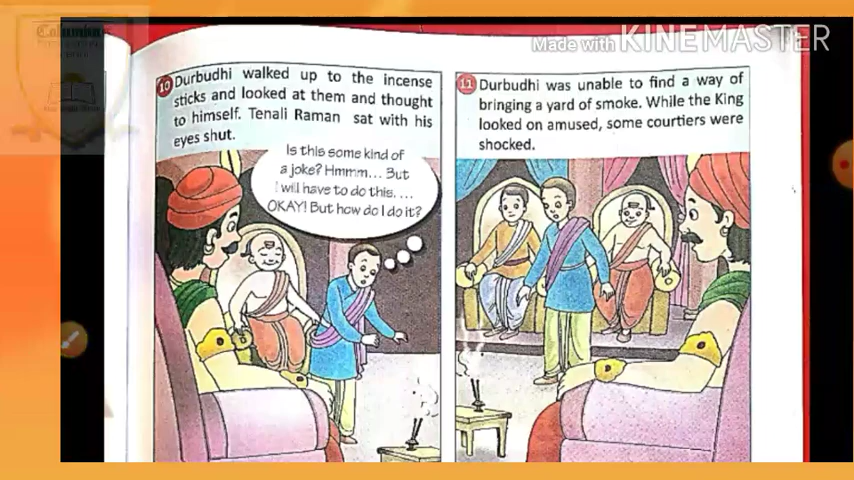 Columbus
Made with KINEMASTER
10 Durbudhi walked up to the incense
sticks and looked at them and thought
to himself. Tenali Raman sat with his
eyes shut.
Is this some kind of
a joke? Hmmm... But
I will have to do this....
OKAY! But how do I do it?
11 Durbudhi was unable to find a way of
bringing a yard of smoke. While the King
looked on amused, some courtiers were
shocked.